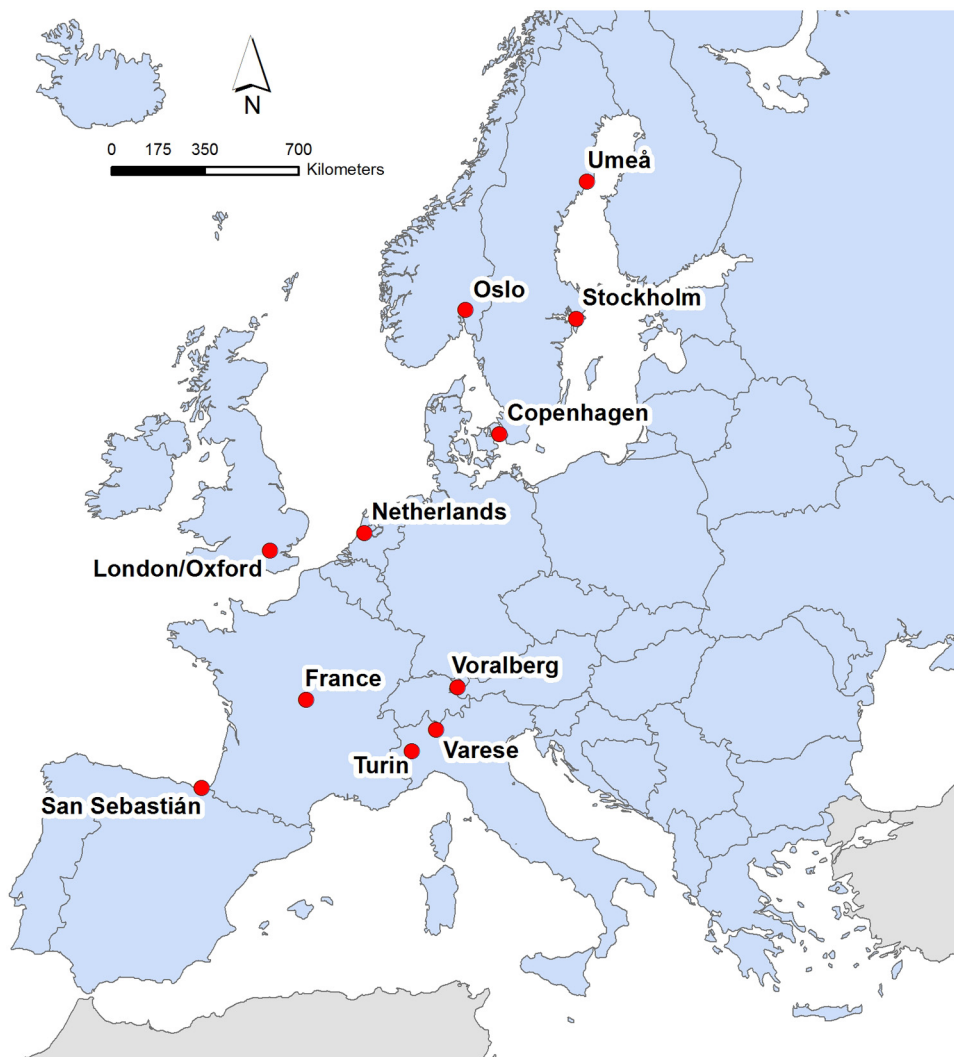 N
0 175 350 700
Kilometers
Umeå
Oslo
Stockholm
Copenhagen
Netherlands
London/Oxford
Voralberg
France
Varese
Turin
San Sebastián